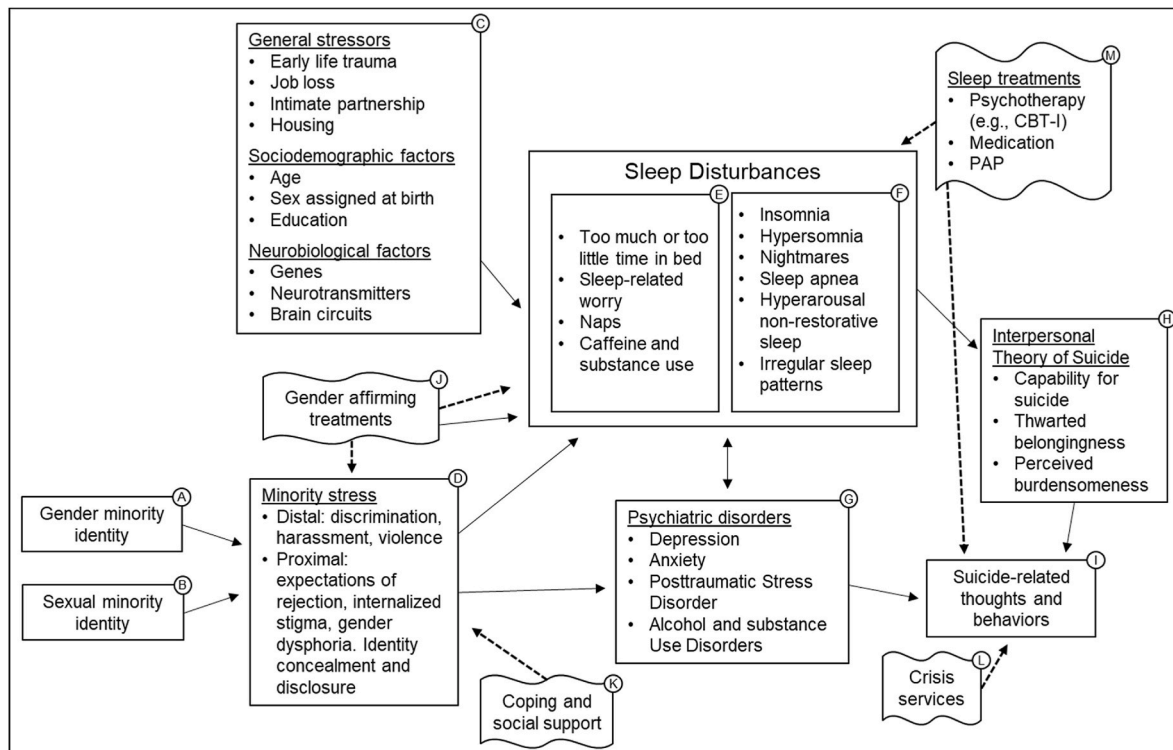 C
General stressors
• Early life trauma
• Job loss
• Intimate partnership
• Housing
Sociodemographic factors
• Age
• Sex assigned at birth
• Education
Neurobiological factors
• Genes
• Neurotransmitters
• Brain circuits
M
Sleep treatments
• Psychotherapy
(e.g., CBT-I)
• Medication
• PAP
Sleep Disturbances
E
• Too much or too
little time in bed
• Sleep-related
worry
• Naps
• Caffeine and
substance use
F
• Insomnia
• Hypersomnia
• Nightmares
• Sleep apnea
• Hyperarousal
non-restorative
sleep
• Irregular sleep
patterns
H
Interpersonal
Theory of Suicide
• Capability for
suicide
• Thwarted
belongingness
• Perceived
burdensomeness
J
Gender affirming
treatments
A
Gender minority
identity
B
Sexual minority
identity
D
Minority stress
• Distal: discrimination,
harassment, violence
• Proximal:
expectations of
rejection, internalized
stigma, gender
dysphoria. Identity
concealment and
disclosure
G
Psychiatric disorders
• Depression
• Anxiety
• Posttraumatic Stress
Disorder
• Alcohol and substance
Use Disorders
I
Suicide-related
thoughts and
behaviors
K
Coping and
social support
L
Crisis
services